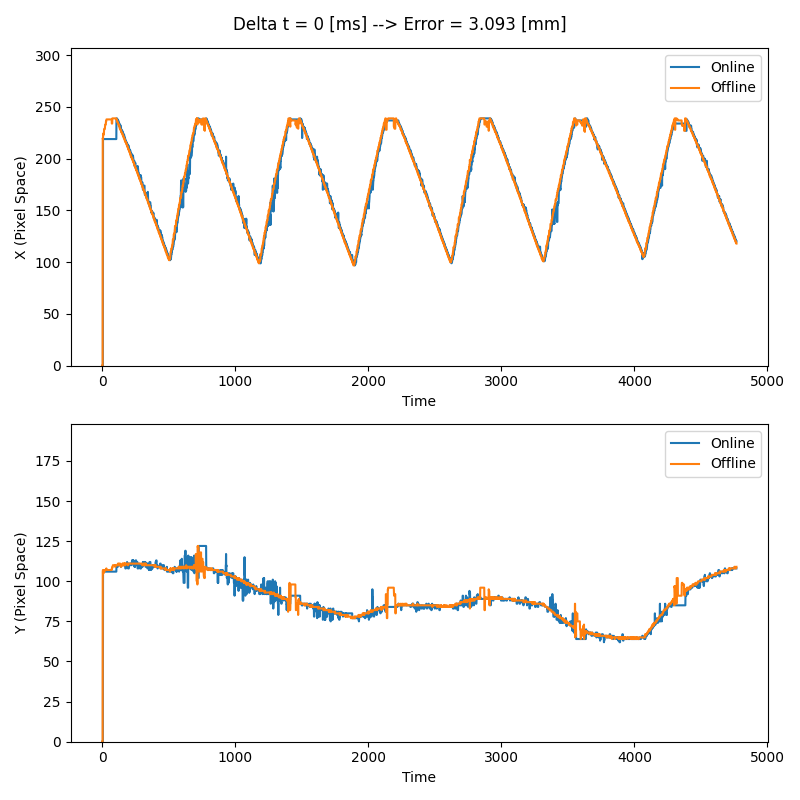 Delta t = 0 [ms] --> Error = 3.093 [mm]
300
250
200
150
100
50
0
X (Pixel Space)
Online
Offline
0 1000 2000 3000 4000 5000
Time
175
150
125
100
75
50
25
0
Y (Pixel Space)
Online
Offline
0 1000 2000 3000 4000 5000
Time